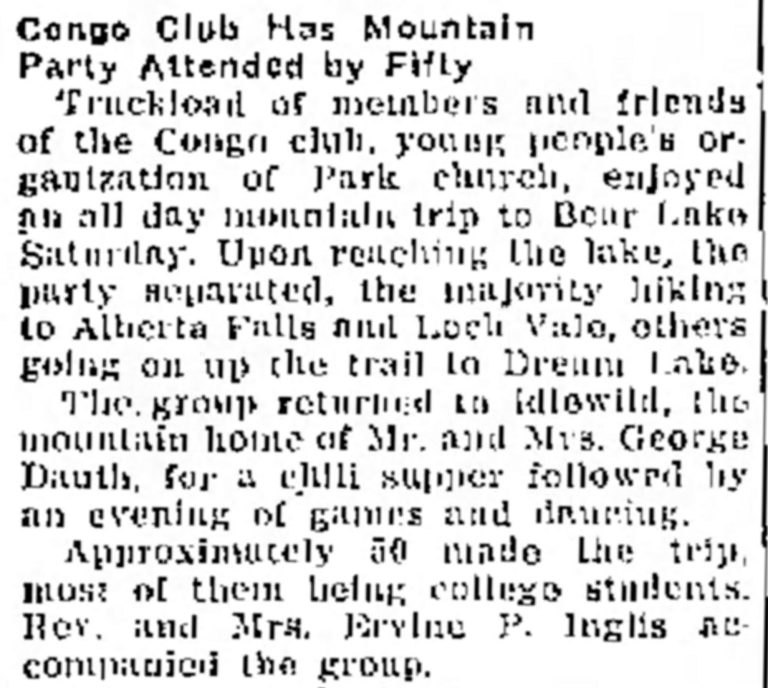 Congo Club Has Mountain
Party Attended by Fifty
Truckload of members and friends
of the Congo club, young people's or-
ganization of Park church, enjoyed
an all day mountain trip to Bear Lake
Saturday. Upon reaching the lake, the
party separated, the majority hiking
to Alberta Falls and Loch Vale, others
going on up the trail to Dream Lake.
The group returned to Idlewild, the
mountain home of Mr. and Mrs. George
Dauth, for a chili supper followed by
an evening of games and dancing.
Approximately 50 made the trip,
most of them being college students.
Rev. and Mrs. Ervine P. Inglis ac-
companied the group.